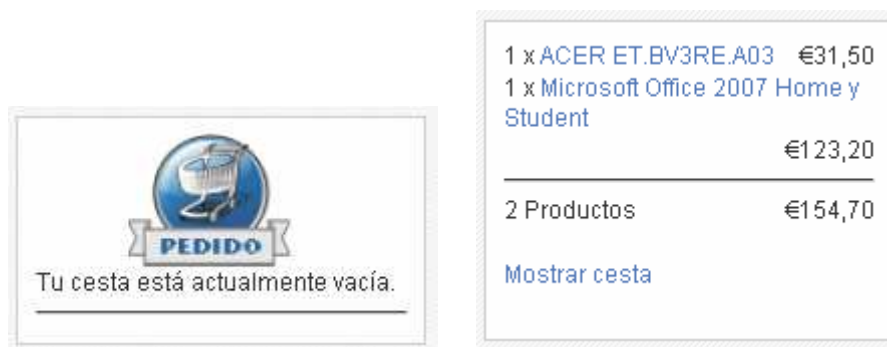 PEDIDO
Tu cesta está actualmente vacía.
1 x ACER ET.BV3RE.A03 €31,50
1 x Microsoft Office 2007 Home y
Student
€123,20
2 Productos €154,70
Mostrar cesta